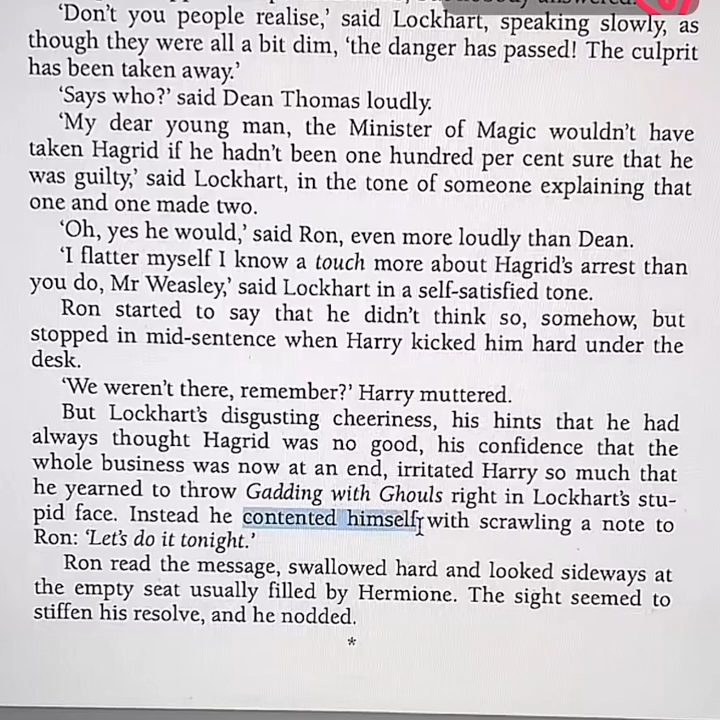 'Don't you people realise,' said Lockhart, speaking slowly, as
though they were all a bit dim, 'the danger has passed! The culprit
has been taken away.'
'Says who?' said Dean Thomas loudly.
'My dear young man, the Minister of Magic wouldn't have
taken Hagrid if he hadn't been one hundred per cent sure that he
was guilty,' said Lockhart, in the tone of someone explaining that
one and one made two.
'Oh, yes he would,' said Ron, even more loudly than Dean.
'I flatter myself I know a touch more about Hagrid's arrest than
you do, Mr Weasley,' said Lockhart in a self-satisfied tone.
Ron started to say that he didn't think so, somehow, but
stopped in mid-sentence when Harry kicked him hard under the
desk.
'We weren't there, remember?' Harry muttered.
But Lockhart's disgusting cheeriness, his hints that he had
always thought Hagrid was no good, his confidence that the
whole business was now at an end, irritated Harry so much that
he yearned to throw Gadding with Ghouls right in Lockhart's stu-
pid face. Instead he contented himself with scrawling a note to
Ron: 'Let's do it tonight.'
Ron read the message, swallowed hard and looked sideways at
the empty seat usually filled by Hermione. The sight seemed to
stiffen his resolve, and he nodded.
*